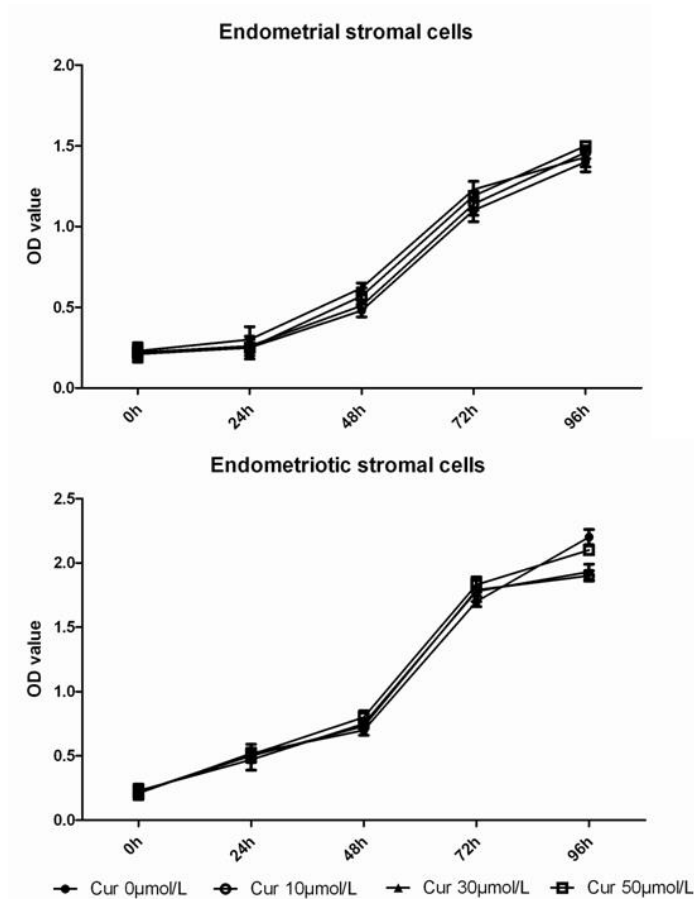 Endometrial stromal cells
2.0
1.5
1.0
0.5
0.0
OD value
0h
24h
48h
72h
96h
Endometriotic stromal cells
2.5
2.0
1.5
1.0
0.5
0.0
OD value
0h
24h
48h
72h
96h
Cur 0μmol/L Cur 10μmol/L Cur 30μmol/L Cur 50μmol/L